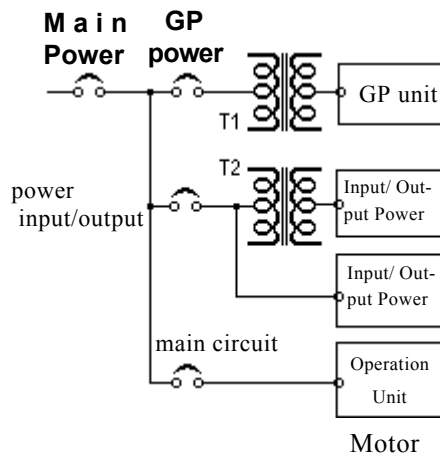 Main
Power
GP
power
T1
GP unit
T2
power
input/output
Input/ Out-
put Power
Input/ Out-
put Power
main circuit
Operation
Unit
Motor